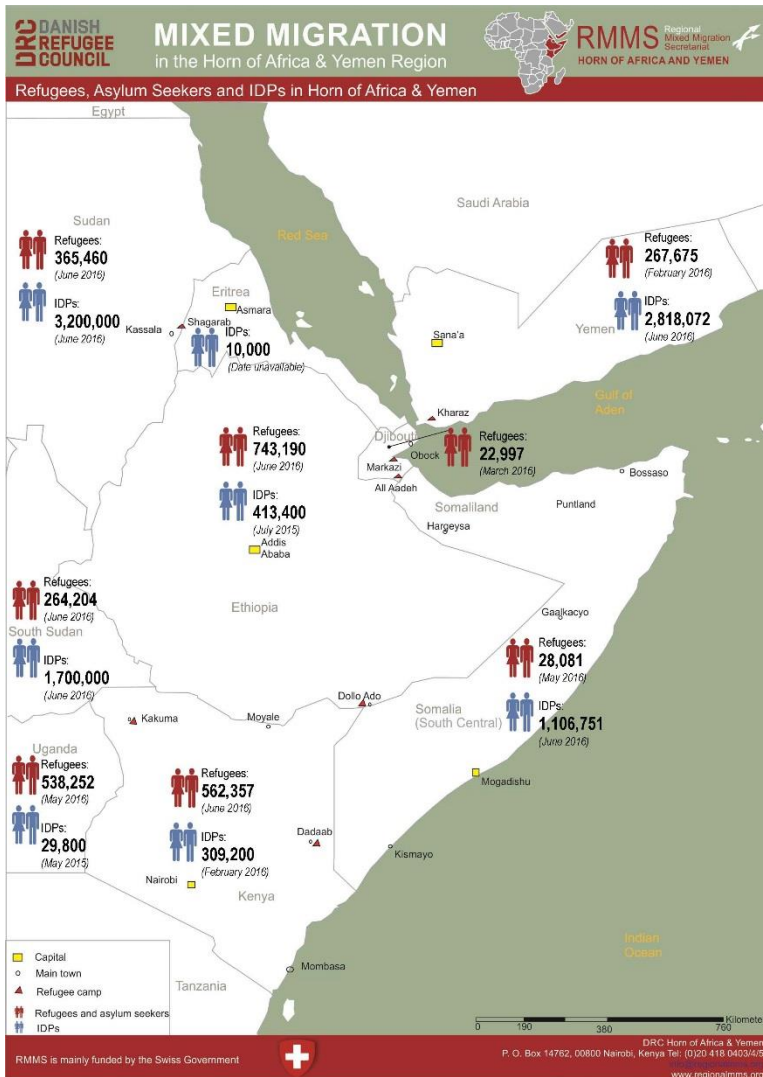 DRC DANISH
REFUGEE
COUNCIL
MIXED MIGRATION
in the Horn of Africa & Yemen Region
RMMS Regional
Mixed Migration
Secretariat
HORN OF AFRICA AND YEMEN
Refugees, Asylum Seekers and IDPs in Horn of Africa & Yemen
Egypt
Saudi Arabia
Sudan
Red Sea
Refugees:
365,460
(June 2016)
IDPs:
3,200,000
(June 2016)
Refugees:
267,675
(February 2016)
IDPs:
2,818,072
(June 2016)
Yemen
Eritrea
Asmara
Shagarab
Kassala
IDPs:
10,000
(Date unavailable)
Sana'a
Gulf of
Aden
Kharaz
Refugees:
743,190
(June 2016)
IDPs:
413,400
(July 2015)
Addis
Ababa
Djibouti
Obock
Markazi
All Aadeh
Refugees:
22,997
(March 2016)
Bossaso
Puntland
Somaliland
Hargeysa
Ethiopia
Refugees:
264,204
(June 2016)
South Sudan
IDPs:
1,700,000
(June 2016)
Gaalkacyo
Refugees:
28,081
(May 2016)
IDPs:
1,106,751
(June 2016)
Somalia
(South Central)
Dollo Ado
Kakuma
Moyale
Uganda
Refugees:
538,252
(May 2016)
IDPs:
29,800
(May 2015)
Refugees:
562,357
(June 2016)
IDPs:
309,200
(February 2016)
Mogadishu
Dadaab
Kismayo
Nairobi
Kenya
Indian
Ocean
Mombasa
Tanzania
Capital
Main town
Refugee camp
Refugees and asylum seekers
IDPs
Kilometers
0 190 380 760
RMMS is mainly funded by the Swiss Government
DRC Horn of Africa & Yemen
P. O. Box 14762, 00800 Nairobi, Kenya Tel: (0)20 418 0403/4/5
www.regionalmms.org